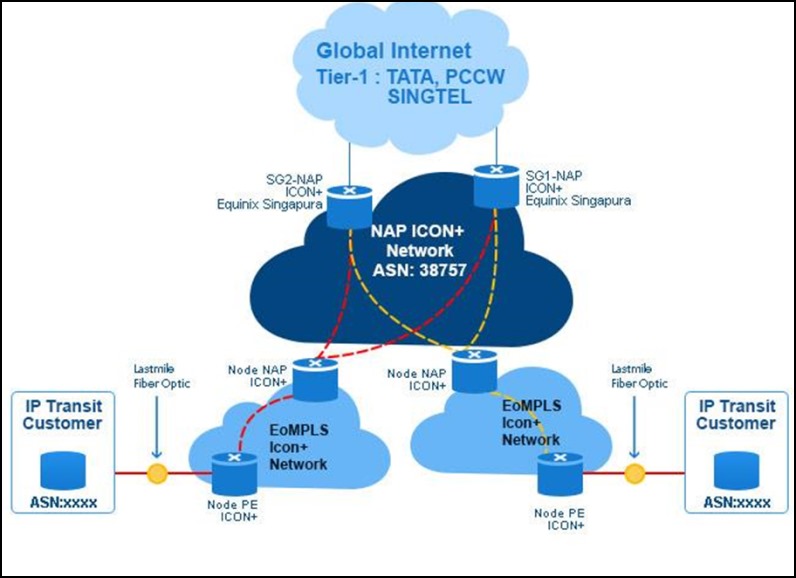 Global Internet
Tier-1 : TATA, PCCW
SINGTEL
SG2-NAP
ICON+
Equinix Singapura
SG1-NAP
ICON+
Equinix Singapura
NAP ICON+
Network
ASN: 38757
Node NAP
ICON+
Node NAP
ICON+
Lastmile
Fiber Optic
Lastmile
Fiber Optic
IP Transit
Customer
ASN:xxxx
EoMPLS
Icon+
Network
EoMPLS
Icon+
Network
IP Transit
Customer
ASN:xxxx
Node PE
ICON+
Node PE
ICON+